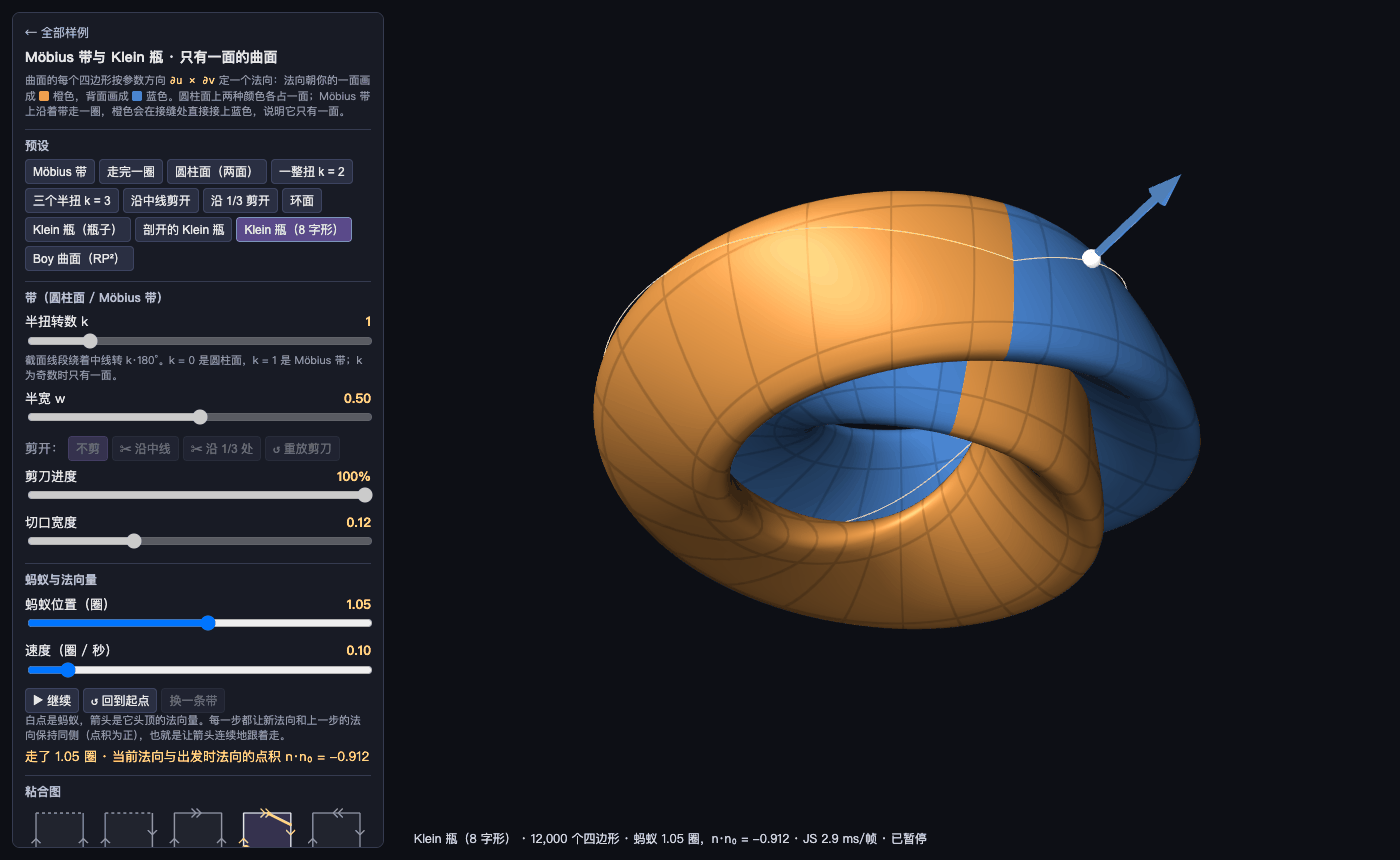 ← 全部样例
Möbius 带与 Klein 瓶 · 只有一面的曲面
曲面的每个四边形按参数方向 ∂u × ∂v 定一个法向：法向朝你的一面画
成 橙色，背面画成 蓝色。圆柱面上两种颜色各占一面；Möbius 带
上沿着带走一圈，橙色会在接缝处直接接上蓝色，说明它只有一面。
预设
Möbius 带 走完一圈 圆柱面（两面） 一整扭 k = 2
三个半扭 k = 3 沿中线剪开 沿 1/3 剪开 环面
Klein 瓶（瓶子） 剖开的 Klein 瓶 Klein 瓶（8 字形）
Boy 曲面（RP²）
带（圆柱面 / Möbius 带）
半扭转数 k 1
截面线段绕着中线转 k·180°。k = 0 是圆柱面，k = 1 是 Möbius 带；k
为奇数时只有一面。
半宽 w 0.50
剪开： 不剪 ✂ 沿中线 ✂ 沿 1/3 处 ↺ 重放剪刀
剪刀进度 100%
切口宽度 0.12
蚂蚁与法向量
蚂蚁位置（圈） 1.05
速度（圈 / 秒） 0.10
▶ 继续 ↺ 回到起点 换一条带
白点是蚂蚁，箭头是它头顶的法向量。每一步都让新法向和上一步的法
向保持同侧（点积为正），也就是让箭头连续地跟着走。
走了 1.05 圈 · 当前法向与出发时法向的点积 n·n₀ = −0.912
粘合图
Klein 瓶（8 字形） · 12,000 个四边形 · 蚂蚁 1.05 圈，n·n₀ = −0.912 · JS 2.9 ms/帧 · 已暂停